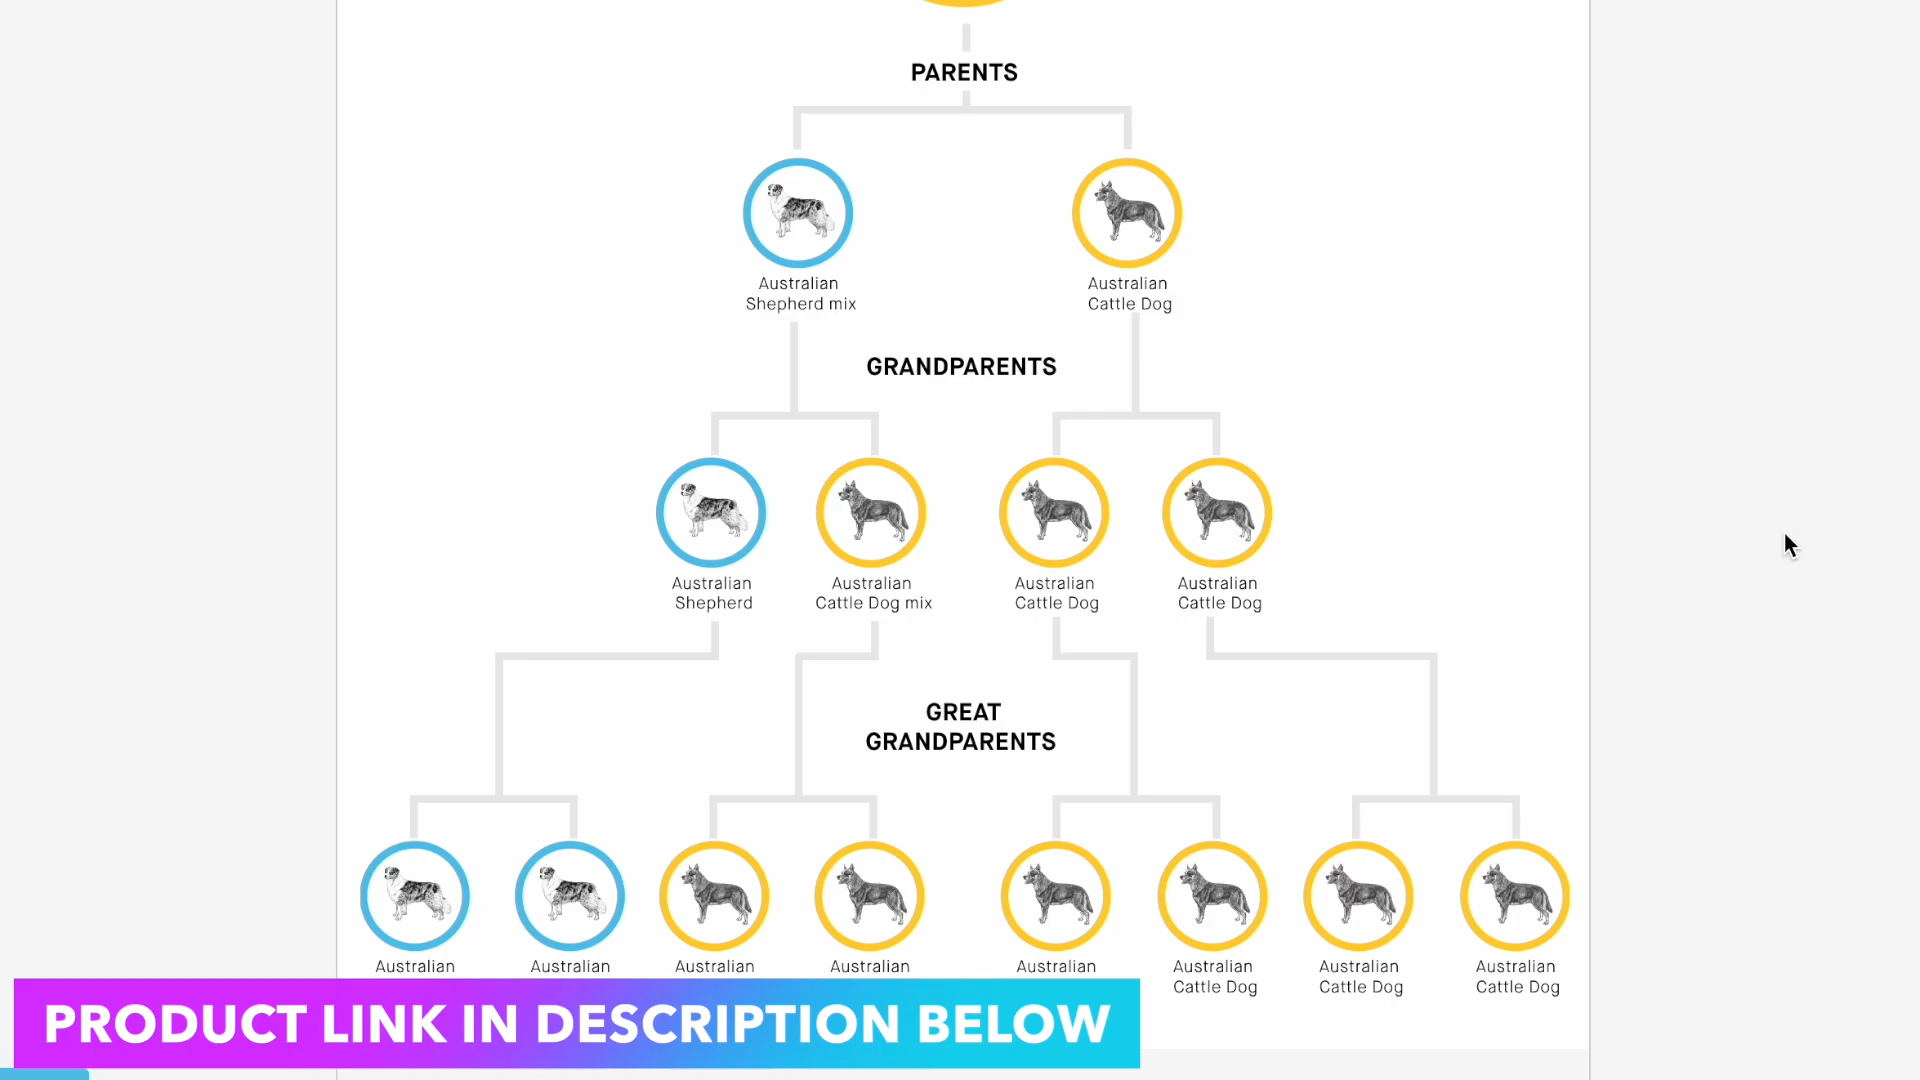 PARENTS
Australian
Shepherd mix
Australian
Cattle Dog
GRANDPARENTS
Australian
Shepherd
Australian
Cattle Dog mix
Australian
Cattle Dog
Australian
Cattle Dog
GREAT
GRANDPARENTS
Australian
Australian
Australian
Australian
Australian
Australian
Cattle Dog
Australian
Cattle Dog
Australian
Cattle Dog
PRODUCT LINK IN DESCRIPTION BELOW